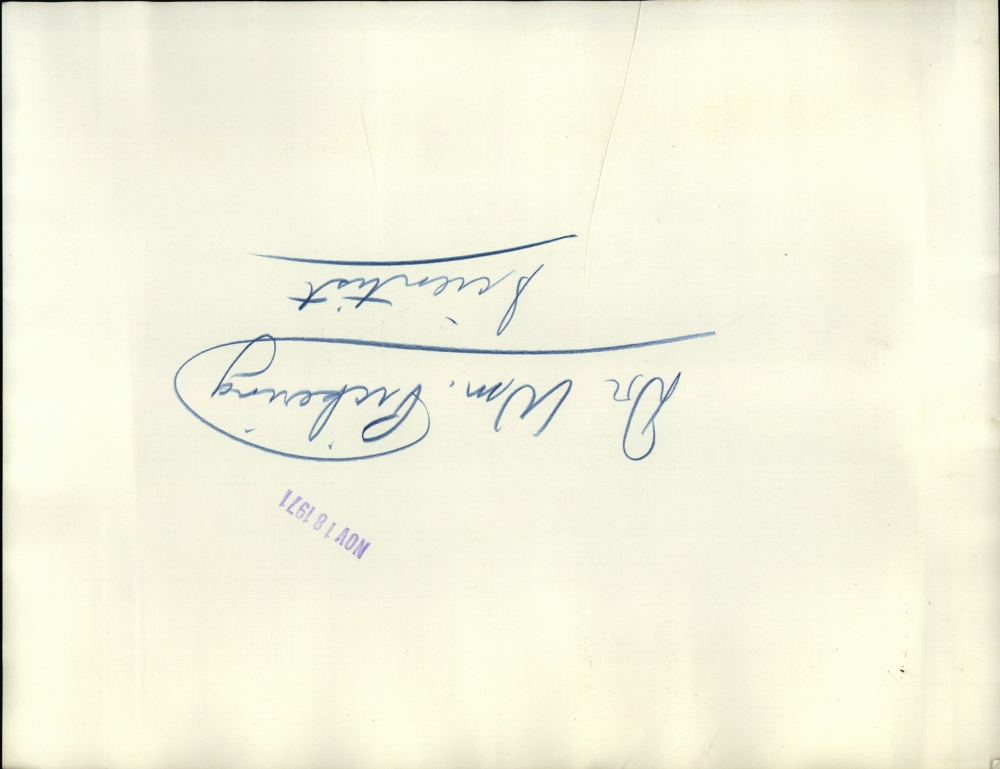 NOV 18 1971
Dr Wm. Pickering
Scientist